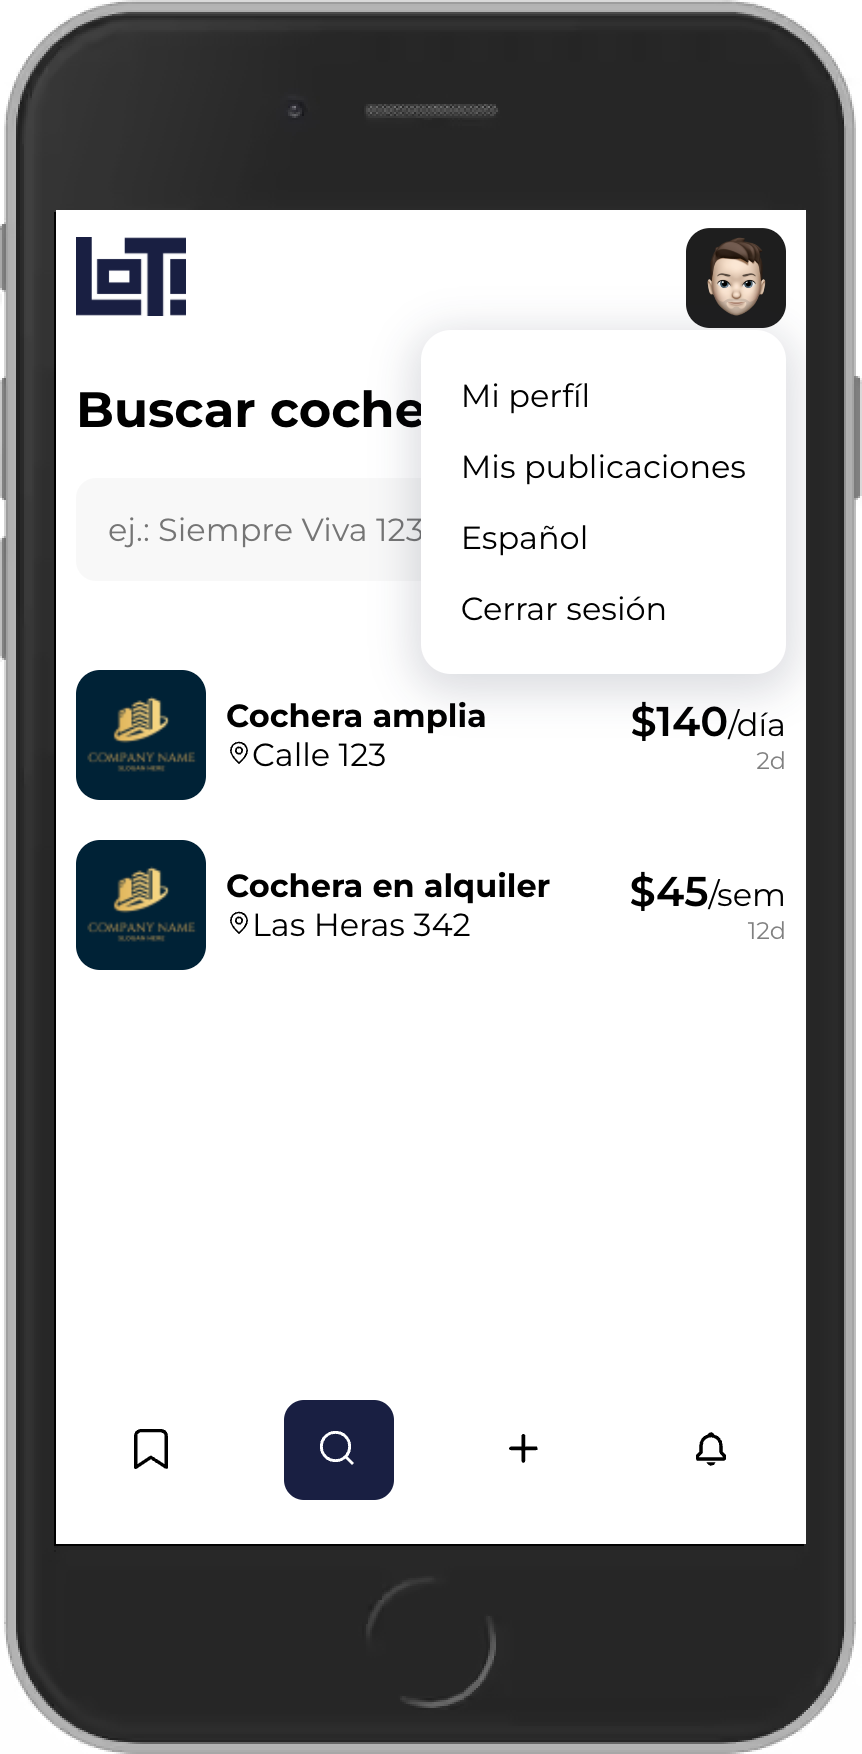 LOT!
Buscar coche
Mi perfíl
Mis publicaciones
Español
Cerrar sesión
ej.: Siempre Viva 123
COMPANY NAME
SLOGAN HERE
Cochera amplia
Calle 123
$140/día
2d
COMPANY NAME
SLOGAN HERE
Cochera en alquiler
Las Heras 342
$45/sem
12d